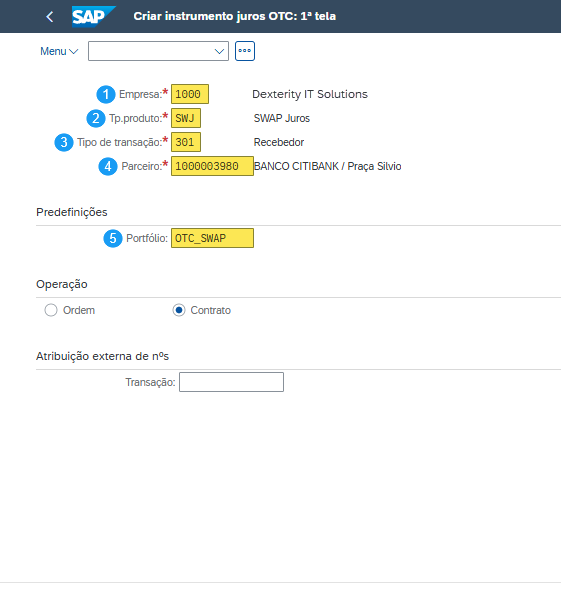 SAP Criar instrumento juros OTC: 1ª tela
Menu
1 Empresa:* 1000 Dexterity IT Solutions
2 Tp.produto:* SWJ SWAP Juros
3 Tipo de transação:* 301 Recebedor
4 Parceiro:* 1000003980 BANCO CITIBANK / Praça Silvio
Predefinições
5 Portfólio: OTC_SWAP
Operação
Ordem Contrato
Atribuição externa de nºs
Transação: